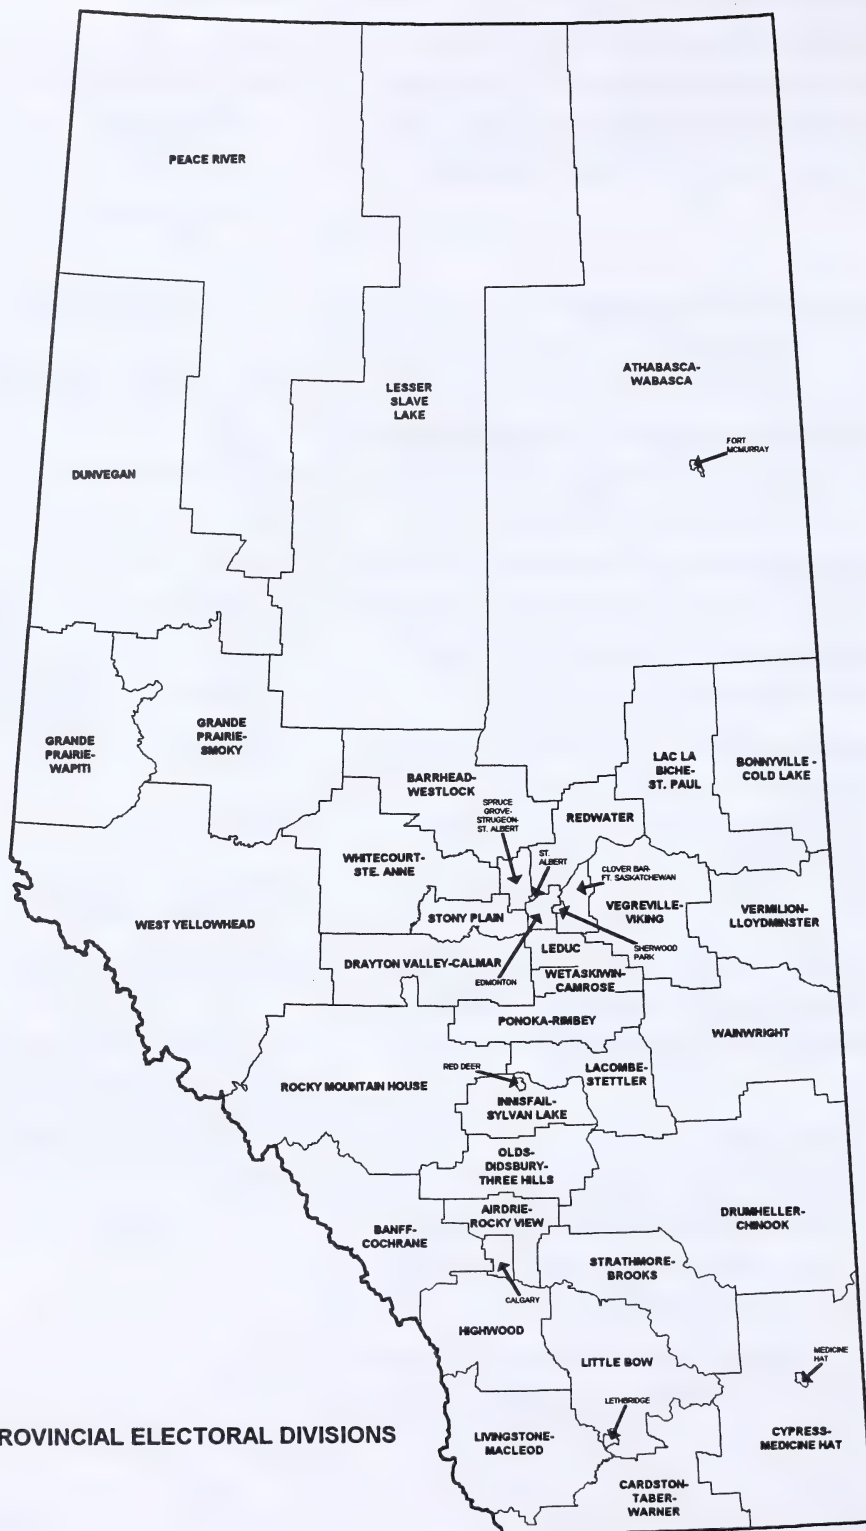 PEACE RIVER
LESSER
SLAVE
LAKE
ATHABASCA-
WABASCA
FORT
MCMURRAY
DUNVEGAN
GRANDE
PRAIRIE-
WAPITI
GRANDE
PRAIRIE-
SMOKY
BARRHEAD-
WESTLOCK
LAC LA
BICHE-
ST. PAUL
BONNYVILLE -
COLD LAKE
SPRUCE
GROVE-
STRUGEON-
ST. ALBERT
REDWATER
WHITECOURT-
STE. ANNE
ST.
ALBERT
CLOVER BAR-
FT. SASKATCHEWAN
WEST YELLOWHEAD
STONY PLAIN
VEGREVILLE-
VIKING
VERMILION-
LLOYDMINSTER
DRAYTON VALLEY-CALMAR
LEDUC
SHERWOOD
PARK
EDMONTON
WETASKIWIN-
CAMROSE
PONOKA-RIMBEY
WAINWRIGHT
RED DEER
LACOMBE-
STETTLER
ROCKY MOUNTAIN HOUSE
INNISFAIL-
SYLVAN LAKE
OLDS-
DIDSBURY-
THREE HILLS
AIRDRIE-
ROCKY VIEW
DRUMHELLER-
CHINOOK
BANFF-
COCHRANE
STRATHMORE-
BROOKS
CALGARY
HIGHWOOD
LITTLE BOW
MEDICINE
HAT
LETHBRIDGE
ROVINCIAL ELECTORAL DIVISIONS
LIVINGSTONE-
MACLEOD
CYPRESS-
MEDICINE HAT
CARDSTON-
TABER-
WARNER